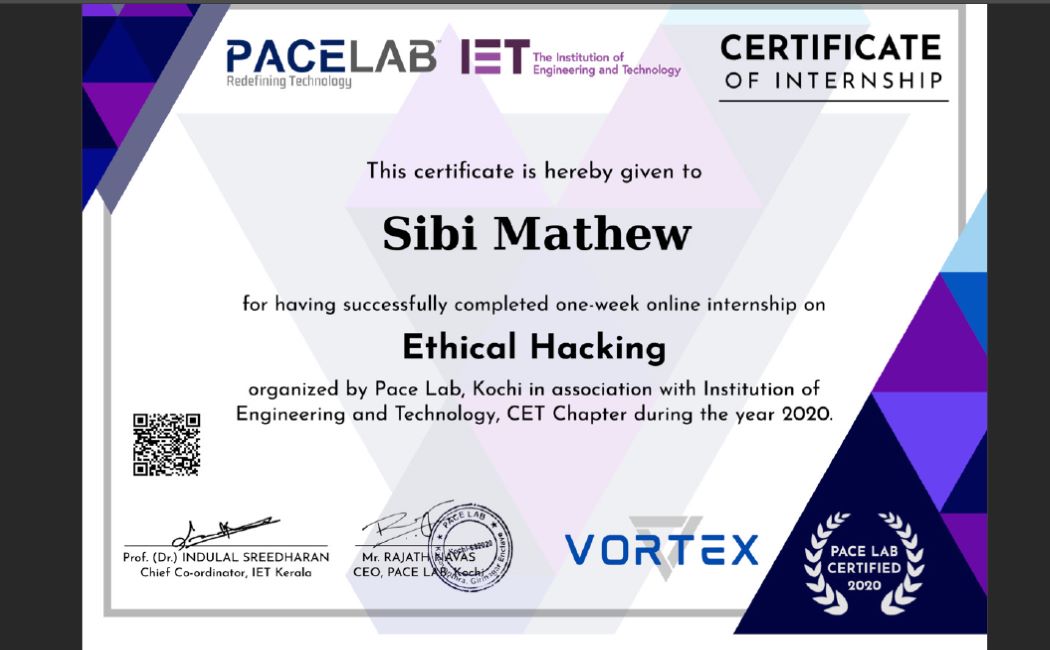 PACELAB
Redefining Technology
IET The Institution of
Engineering and Technology
CERTIFICATE
OF INTERNSHIP
This certificate is hereby given to
Sibi Mathew
for having successfully completed one-week online internship on
Ethical Hacking
organized by Pace Lab, Kochi in association with Institution of
Engineering and Technology, CET Chapter during the year 2020.
Prof. (Dr.) INDULAL SREEDHARAN
Chief Co-ordinator, IET Kerala
Mr. RAJATH NAVAS
CEO, PACE LAB, Kochi
PACE LAB
VORTEX
PACE LAB
CERTIFIED
2020